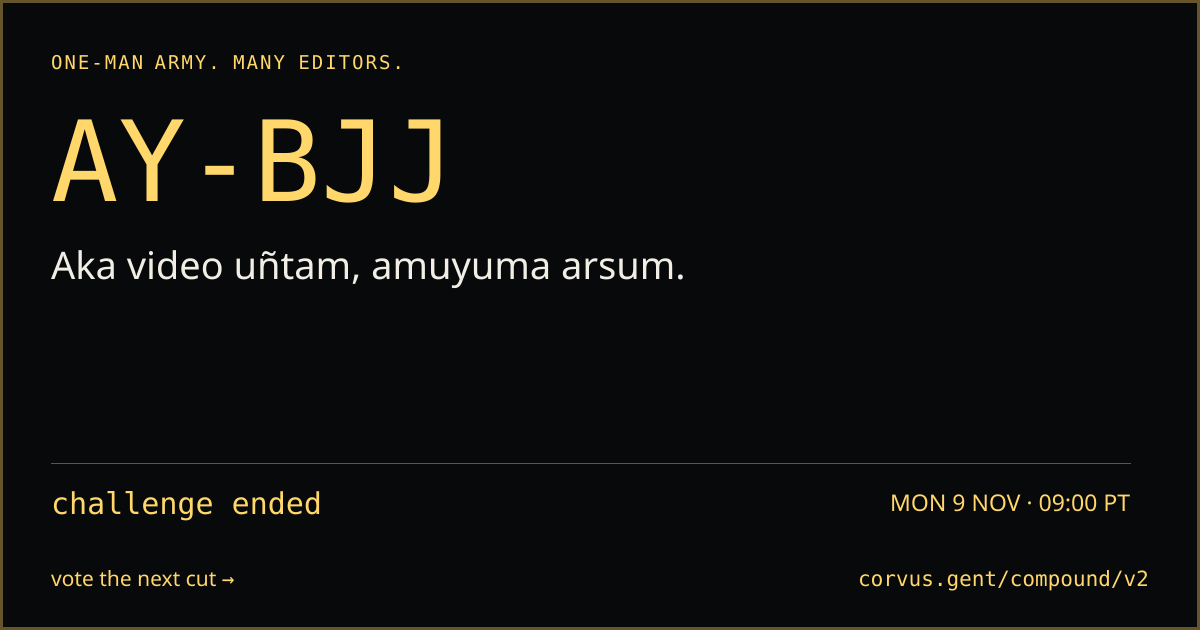 ONE-MAN ARMY. MANY EDITORS.
AY-BJJ
Aka video uñtam, amuyuma arsum.
challenge ended
MON 9 NOV · 09:00 PT
vote the next cut →
corvus.gent/compound/v2